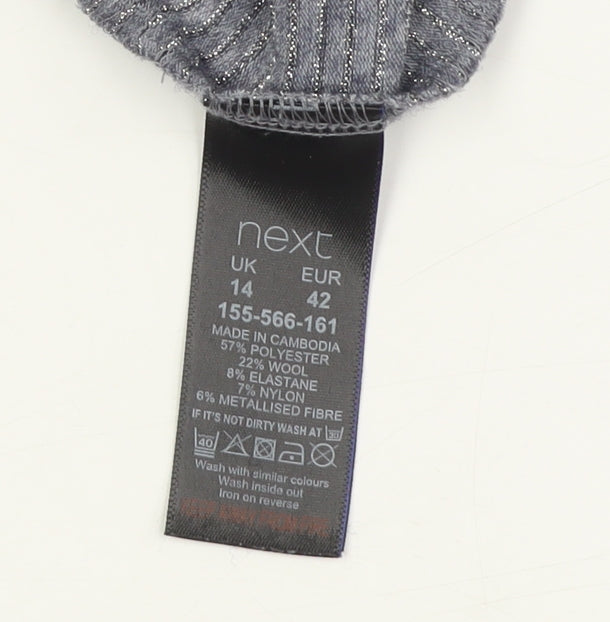 next
UK EUR
14 42
155-566-161
MADE IN CAMBODIA
57% POLYESTER
22% WOOL
8% ELASTANE
7% NYLON
6% METALLISED FIBRE
IF IT'S NOT DIRTY WASH AT 30
40
Wash with similar colours
Wash inside out
Iron on reverse